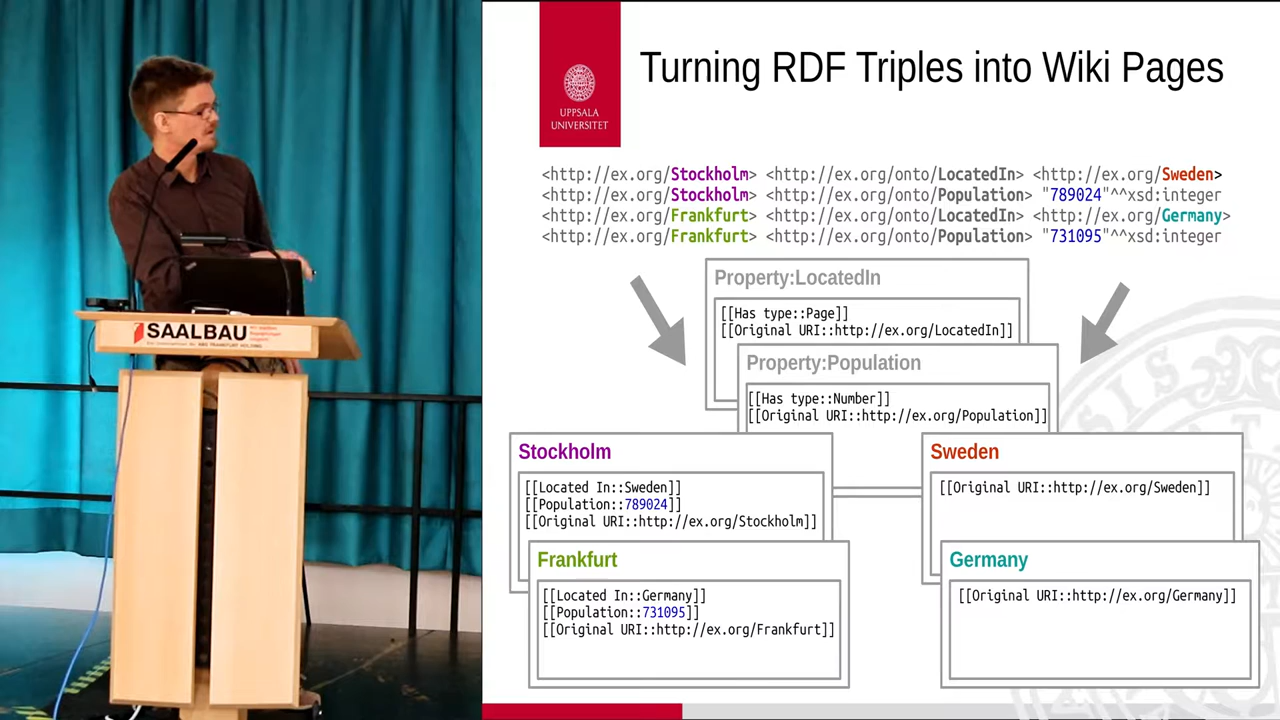 Turning RDF Triples into Wiki Pages
UPPSALA
UNIVERSITET
<http://ex.org/Stockholm> <http://ex.org/onto/LocatedIn> <http://ex.org/Sweden>
<http://ex.org/Stockholm> <http://ex.org/onto/Population> "789024"^^xsd:integer
<http://ex.org/Frankfurt> <http://ex.org/onto/LocatedIn> <http://ex.org/Germany>
<http://ex.org/Frankfurt> <http://ex.org/onto/Population> "731095"^^xsd:integer
Property:LocatedIn
[[Has type::Page]]
[[Original URI::http://ex.org/LocatedIn]]
Property:Population
[[Has type::Number]]
[[Original URI::http://ex.org/Population]]
Stockholm
[[Located In::Sweden]]
[[Population::789024]]
[[Original URI::http://ex.org/Stockholm]]
Sweden
[[Original URI::http://ex.org/Sweden]]
Frankfurt
[[Located In::Germany]]
[[Population::731095]]
[[Original URI::http://ex.org/Frankfurt]]
Germany
[[Original URI::http://ex.org/Germany]]
SAALBAU